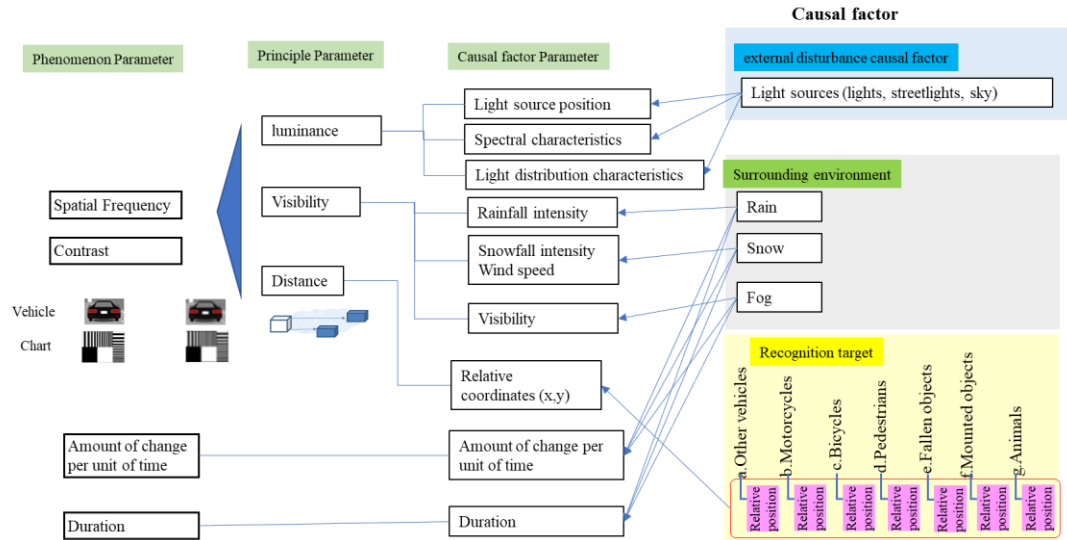 Causal factor
Phenomenon Parameter
Principle Parameter
Causal factor Parameter
external disturbance causal factor
Light sources (lights, streetlights, sky)
Light source position
luminance
Spectral characteristics
Light distribution characteristics
Surrounding environment
Spatial Frequency
Visibility
Rainfall intensity
Rain
Contrast
Snowfall intensity
Wind speed
Snow
Distance
Fog
Vehicle
Visibility
Chart
Recognition target
Relative
coordinates (x,y)
a.Other vehicles
b.Motorcycles
c.Bicycles
d.Pedestrians
e.Fallen objects
f.Mounted objects
g.Animals
Amount of change
per unit of time
Amount of change
per unit of time
Relative
position
Relative
position
Relative
position
Relative
position
Relative
position
Relative
position
Relative
position
Duration
Duration